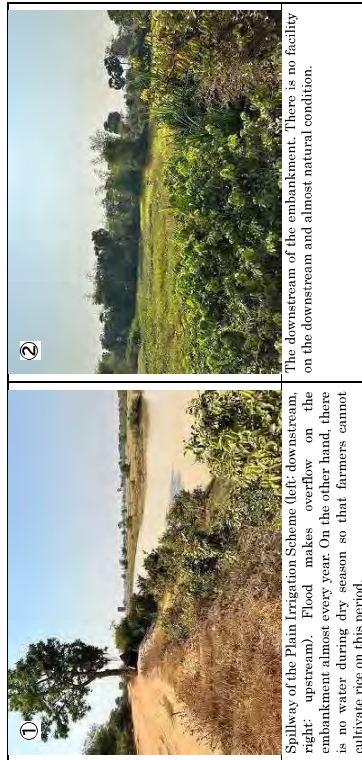 ①
Spillway of the Plain Irrigation Scheme (left: downstream,
right: upstream). Flood makes overflow on the
embankment almost every year. On the other hand, there
is no water during dry season so that farmers cannot
cultivate rice on this period.
②
The downstream of the embankment. There is no facility
on the downstream and almost natural condition.